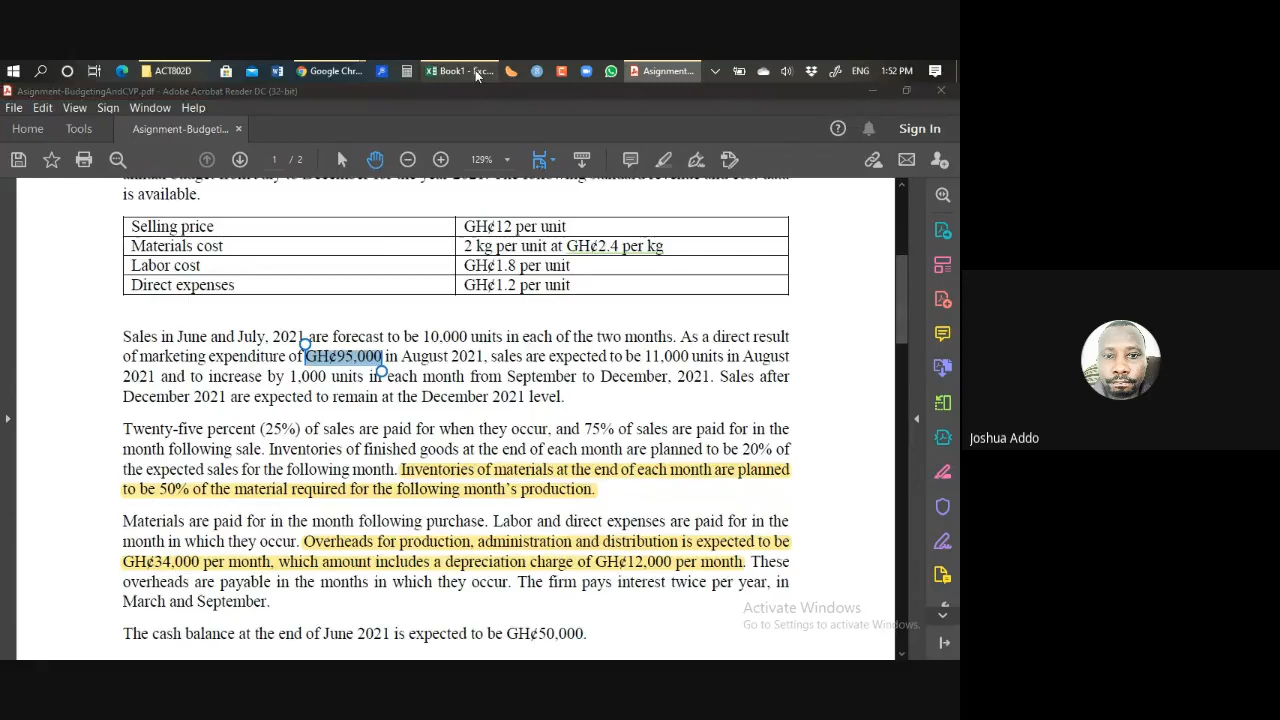 ACT802D
Google Chr...
Book1 - Exc...
Asignment...
ENG
1:52 PM
Asignment-BudgetingAndCVP.pdf - Adobe Acrobat Reader DC (32-bit)
File Edit View Sign Window Help
Home Tools Asignment-Budgeti... × Sign In
1 / 2 129%
is available.
Selling price GH¢12 per unit
Materials cost 2 kg per unit at GH¢2.4 per kg
Labor cost GH¢1.8 per unit
Direct expenses GH¢1.2 per unit
Sales in June and July, 2021 are forecast to be 10,000 units in each of the two months. As a direct result
of marketing expenditure of GH¢95,000 in August 2021, sales are expected to be 11,000 units in August
2021 and to increase by 1,000 units in each month from September to December, 2021. Sales after
December 2021 are expected to remain at the December 2021 level.
Twenty-five percent (25%) of sales are paid for when they occur, and 75% of sales are paid for in the
month following sale. Inventories of finished goods at the end of each month are planned to be 20% of
the expected sales for the following month. Inventories of materials at the end of each month are planned
to be 50% of the material required for the following month's production.
Materials are paid for in the month following purchase. Labor and direct expenses are paid for in the
month in which they occur. Overheads for production, administration and distribution is expected to be
GH¢34,000 per month, which amount includes a depreciation charge of GH¢12,000 per month. These
overheads are payable in the months in which they occur. The firm pays interest twice per year, in
March and September.
The cash balance at the end of June 2021 is expected to be GH¢50,000.
Activate Windows
Go to Settings to activate Windows.
Joshua Addo